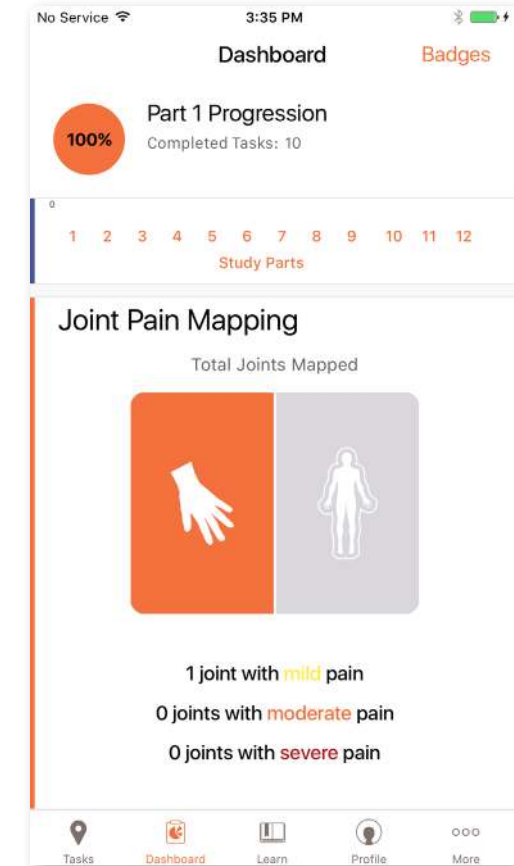 No Service 3:35 PM
Dashboard Badges
Part 1 Progression
100% Completed Tasks: 10
0
1 2 3 4 5 6 7 8 9 10 11 12
Study Parts
Joint Pain Mapping
Total Joints Mapped
1 joint with mild pain
0 joints with moderate pain
0 joints with severe pain
Tasks Dashboard Learn Profile More